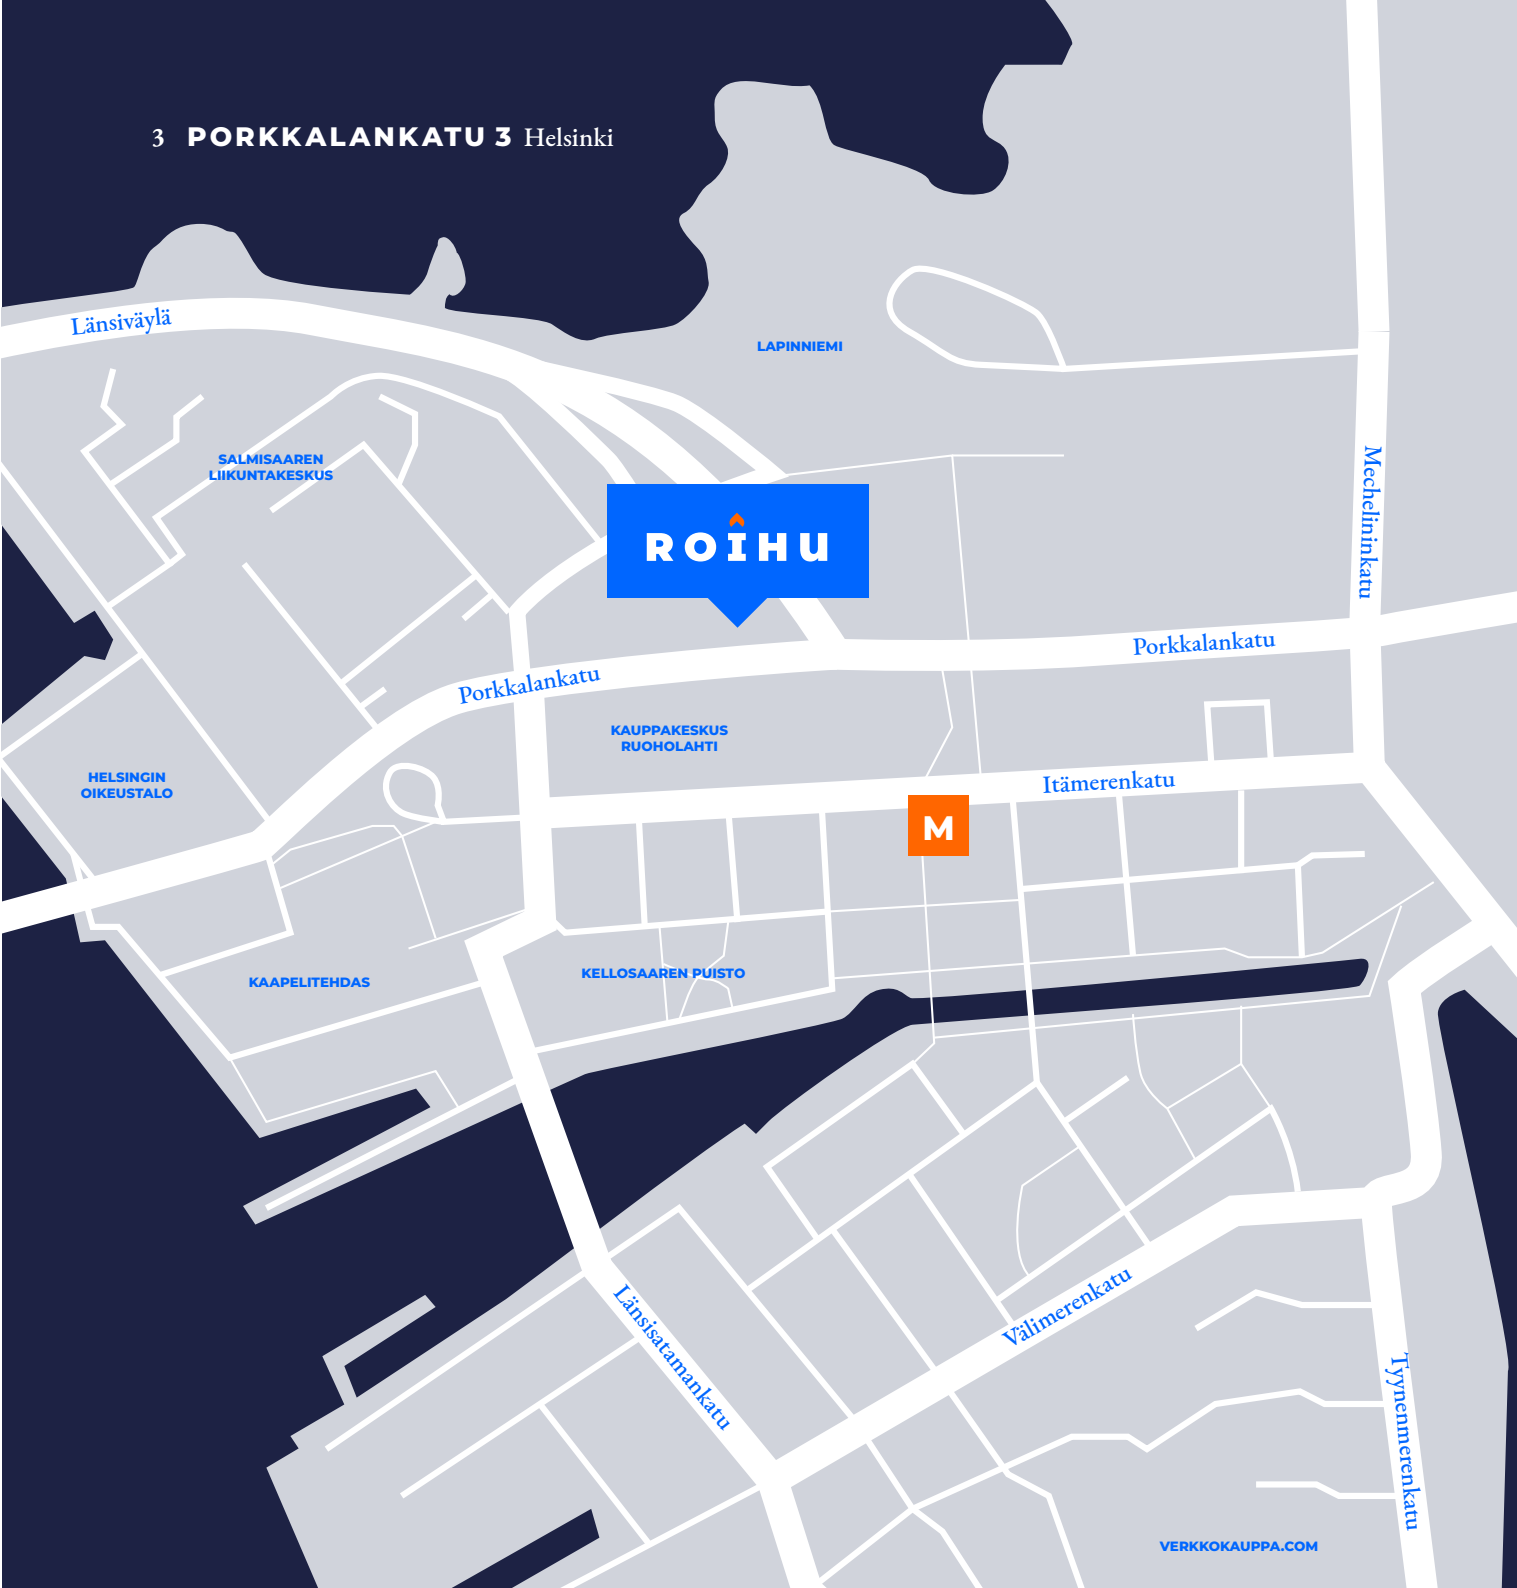 3 PORKKALANKATU 3 Helsinki
Länsiväylä
LAPINNIEMI
SALMISAAREN
LIIKUNTAKESKUS
Mechelininkatu
ROIHU
Porkkalankatu
Porkkalankatu
KAUPPAKESKUS
RUOHOLAHTI
HELSINGIN
OIKEUSTALO
Itämerenkatu
M
KAAPELITEHDAS
KELLOSAAREN PUISTO
Länsisatamankatu
Välimerenkatu
Tyynenmerenkatu
VERKKOKAUPPA.COM